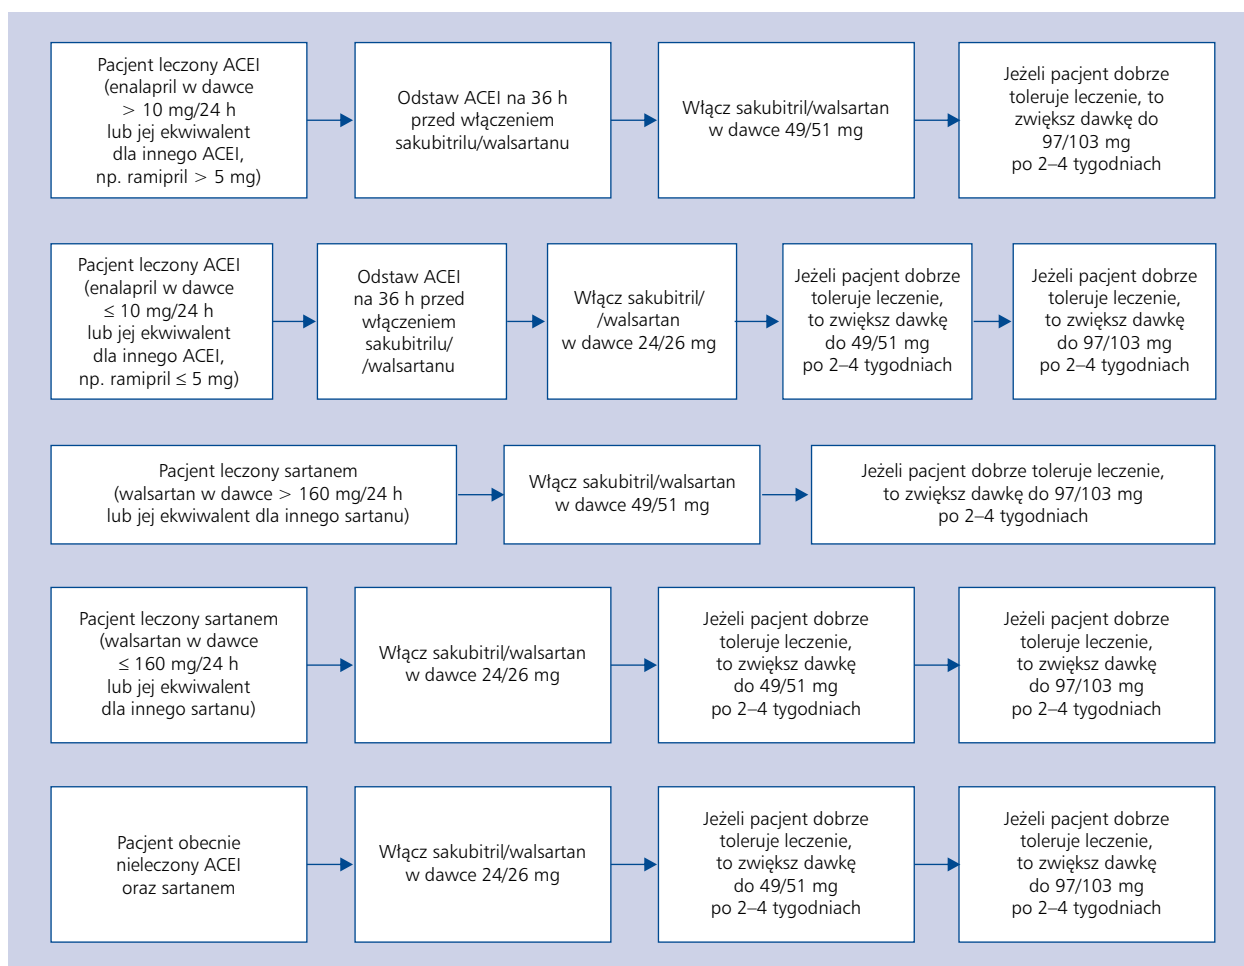 Pacjent leczony ACEI
(enalapril w dawce
> 10 mg/24 h
lub jej ekwiwalent
dla innego ACEI,
np. ramipril > 5 mg)
Odstaw ACEI na 36 h
przed włączeniem
sakubitrilu/walsartanu
Włącz sakubitril/walsartan
w dawce 49/51 mg
Jeżeli pacjent dobrze
toleruje leczenie, to
zwiększ dawkę do
97/103 mg
po 2–4 tygodniach
Pacjent leczony ACEI
(enalapril w dawce
≤ 10 mg/24 h
lub jej ekwiwalent
dla innego ACEI,
np. ramipril ≤ 5 mg)
Odstaw ACEI
na 36 h przed
włączeniem
sakubitrilu/
/walsartanu
Włącz sakubitril/
/walsartan
w dawce 24/26 mg
Jeżeli pacjent dobrze
toleruje leczenie,
to zwiększ dawkę
do 49/51 mg
po 2–4 tygodniach
Jeżeli pacjent dobrze
toleruje leczenie,
to zwiększ dawkę
do 97/103 mg
po 2–4 tygodniach
Pacjent leczony sartanem
(walsartan w dawce > 160 mg/24 h
lub jej ekwiwalent dla innego sartanu)
Włącz sakubitril/walsartan
w dawce 49/51 mg
Jeżeli pacjent dobrze toleruje leczenie,
to zwiększ dawkę do 97/103 mg
po 2–4 tygodniach
Pacjent leczony sartanem
(walsartan w dawce
≤ 160 mg/24 h
lub jej ekwiwalent
dla innego sartanu)
Włącz sakubitril/walsartan
w dawce 24/26 mg
Jeżeli pacjent dobrze
toleruje leczenie,
to zwiększ dawkę
do 49/51 mg
po 2–4 tygodniach
Jeżeli pacjent dobrze
toleruje leczenie,
to zwiększ dawkę
do 97/103 mg
po 2–4 tygodniach
Pacjent obecnie
nieleczony ACEI
oraz sartanem
Włącz sakubitril/walsartan
w dawce 24/26 mg
Jeżeli pacjent dobrze
toleruje leczenie,
to zwiększ dawkę
do 49/51 mg
po 2–4 tygodniach
Jeżeli pacjent dobrze
toleruje leczenie,
to zwiększ dawkę
do 97/103 mg
po 2–4 tygodniach